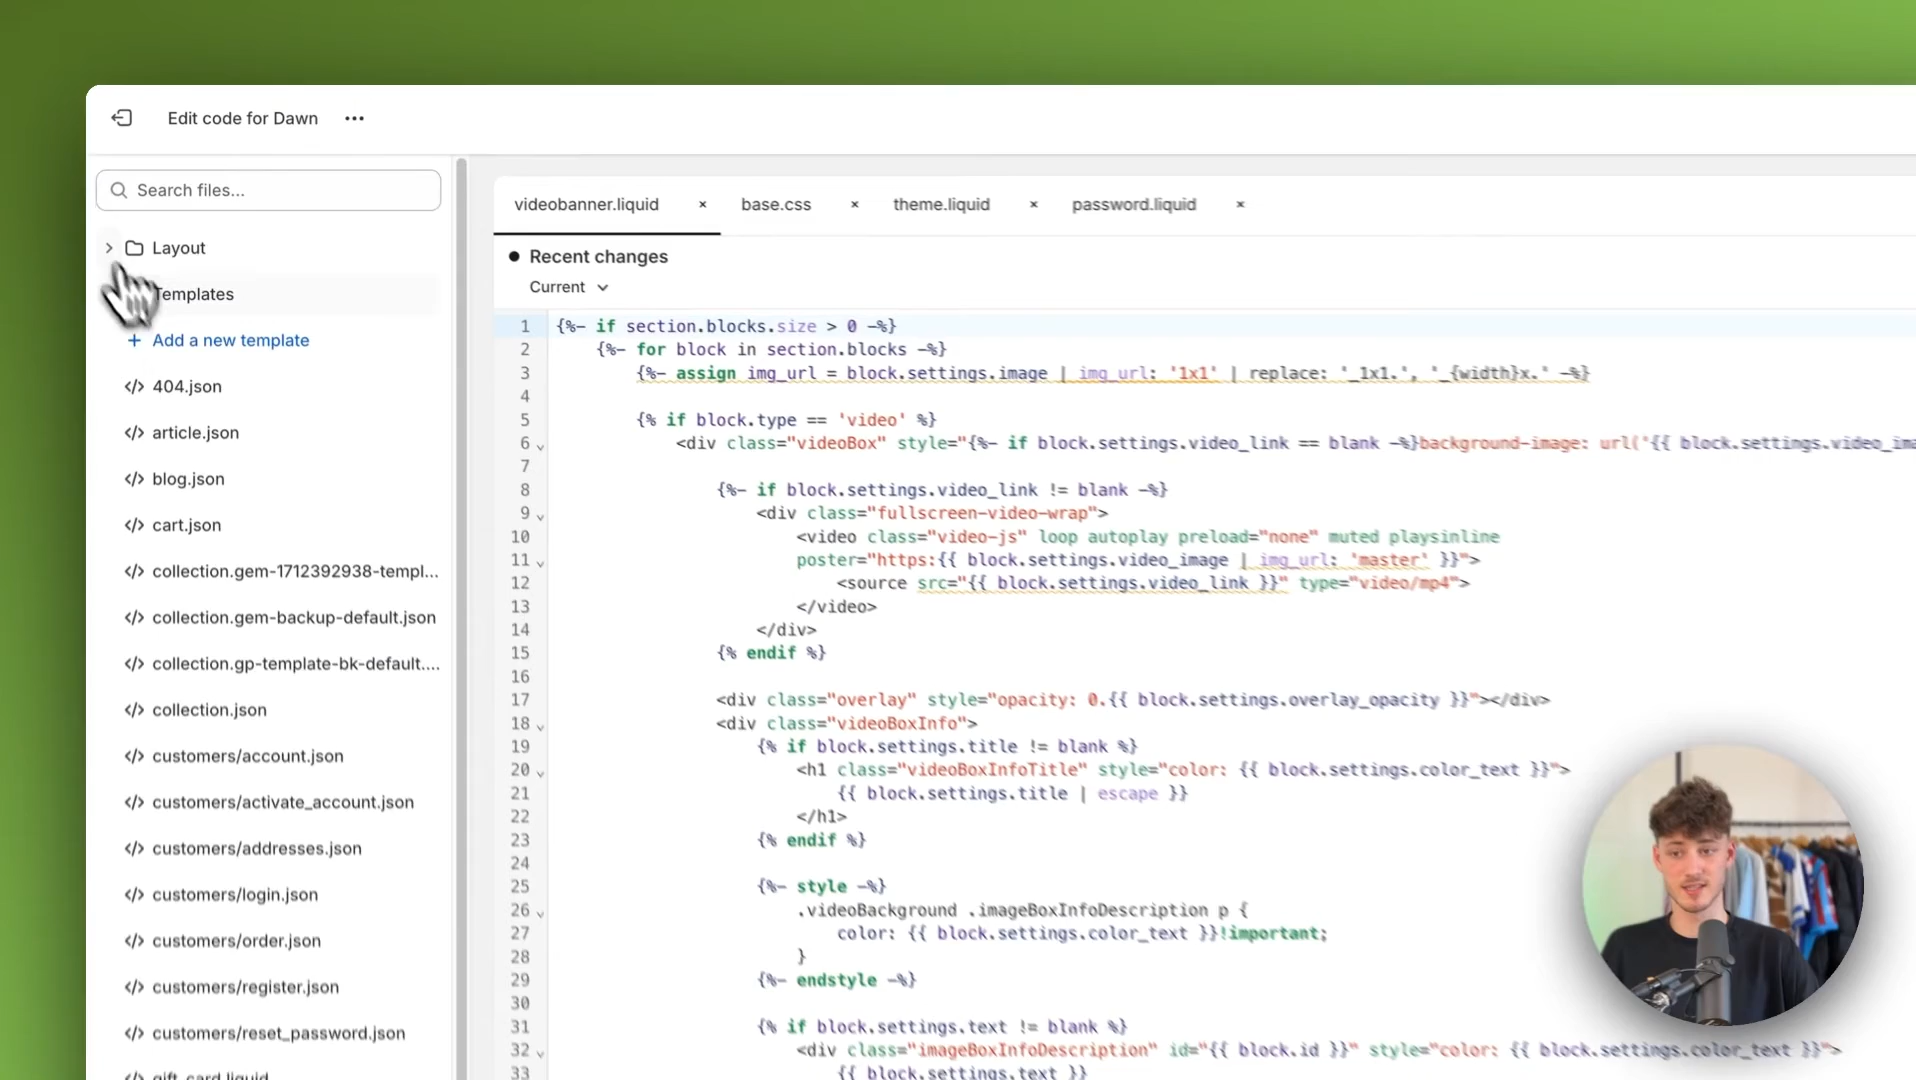 Edit code for Dawn ...
Search files...
Layout
Templates
+ Add a new template
</> 404.json
</> article.json
</> blog.json
</> cart.json
</> collection.gem-1712392938-templ...
</> collection.gem-backup-default.json
</> collection.gp-template-bk-default....
</> collection.json
</> customers/account.json
</> customers/activate_account.json
</> customers/addresses.json
</> customers/login.json
</> customers/order.json
</> customers/register.json
</> customers/reset_password.json
</> gift_card.liquid
videobanner.liquid × base.css × theme.liquid × password.liquid ×
Recent changes
Current
1 {%- if section.blocks.size > 0 -%}
2 {%- for block in section.blocks -%}
3 {%- assign img_url = block.settings.image | img_url: '1x1' | replace: '_1x1.', '_{width}x.' -%}
4
5 {% if block.type == 'video' %}
6 <div class="videoBox" style="{%- if block.settings.video_link == blank -%}background-image: url('{{ block.settings.video_ima
7
8 {%- if block.settings.video_link != blank -%}
9 <div class="fullscreen-video-wrap">
10 <video class="video-js" loop autoplay preload="none" muted playsinline
11 poster="https:{{ block.settings.video_image | img_url: 'master' }}">
12 <source src="{{ block.settings.video_link }}" type="video/mp4">
13 </video>
14 </div>
15 {% endif %}
16
17 <div class="overlay" style="opacity: 0.{{ block.settings.overlay_opacity }}"></div>
18 <div class="videoBoxInfo">
19 {% if block.settings.title != blank %}
20 <h1 class="videoBoxInfoTitle" style="color: {{ block.settings.color_text }}">
21 {{ block.settings.title | escape }}
22 </h1>
23 {% endif %}
24
25 {%- style -%}
26 .videoBackground .imageBoxInfoDescription p {
27 color: {{ block.settings.color_text }}!important;
28 }
29 {%- endstyle -%}
30
31 {% if block.settings.text != blank %}
32 <div class="imageBoxInfoDescription" id="{{ block.id }}" style="color: {{ block.settings.color_text }}">
33 {{ block.settings.text }}